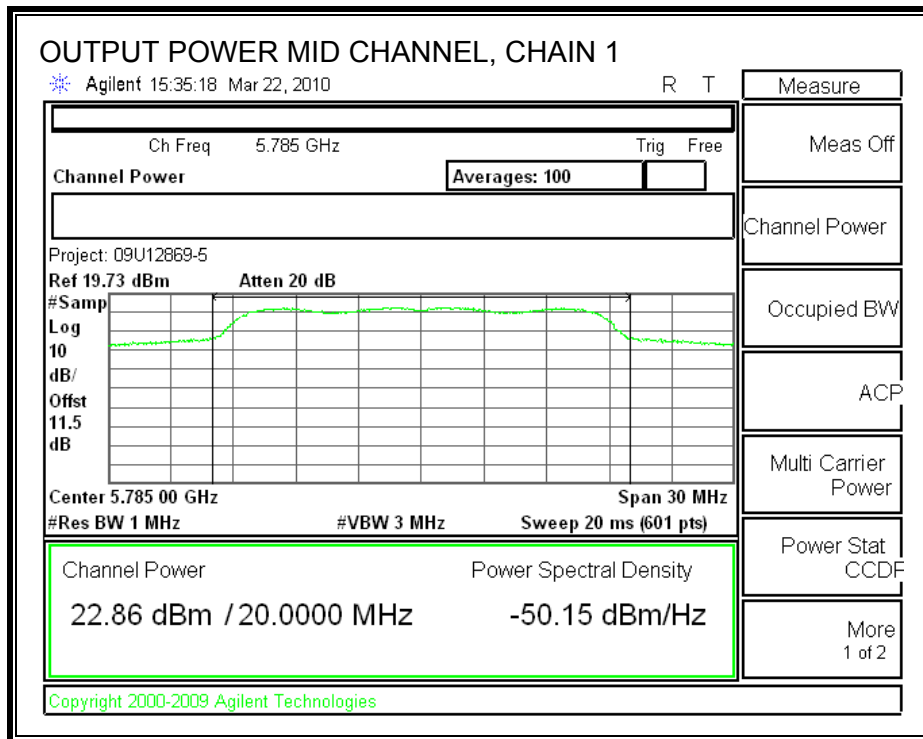 OUTPUT POWER MID CHANNEL, CHAIN 1
Agilent 15:35:18 Mar 22, 2010 R T
Measure
Ch Freq 5.785 GHz Trig Free
Meas Off
Channel Power Averages: 100
Channel Power
Project: 09U12869-5
Ref 19.73 dBm Atten 20 dB
#Samp
Log
10
dB/
Offst
11.5
dB
Occupied BW
ACP
Center 5.785 00 GHz Span 30 MHz
#Res BW 1 MHz #VBW 3 MHz Sweep 20 ms (601 pts)
Multi Carrier
Power
Channel Power Power Spectral Density
22.86 dBm / 20.0000 MHz -50.15 dBm/Hz
Power Stat
CCDF
More
1 of 2
Copyright 2000-2009 Agilent Technologies